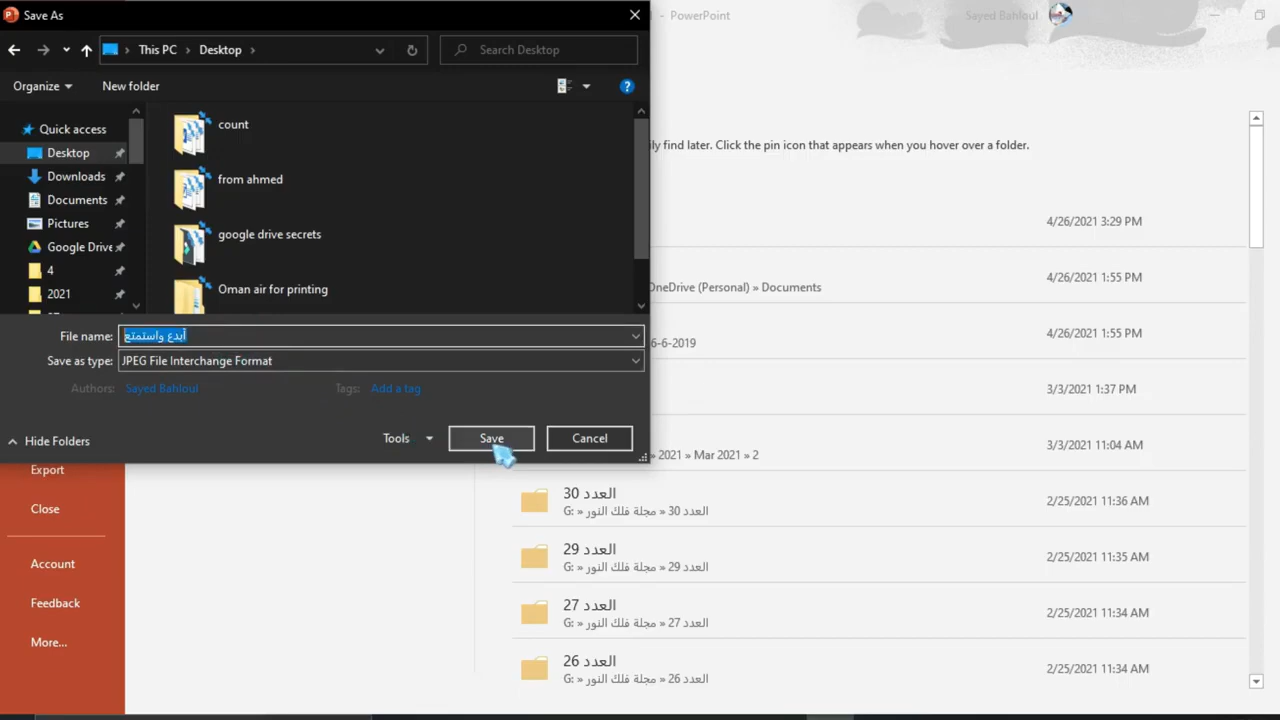 Save As
PowerPoint
Sayed Bahloul
This PC
Desktop
Search Desktop
Organize
New folder
Quick access
Desktop
Downloads
Documents
Pictures
Google Drive
4
2021
count
from ahmed
google drive secrets
Oman air for printing
File name:
أبدع واستمتع
Save as type:
JPEG File Interchange Format
Authors:
Sayed Bahloul
Tags:
Add a tag
Hide Folders
Tools
Save
Cancel
find later. Click the pin icon that appears when you hover over a folder.
4/26/2021 3:29 PM
OneDrive (Personal) » Documents
4/26/2021 1:55 PM
6-6-2019
4/26/2021 1:33 PM
3/3/2021 1:37 PM
» 2021 » Mar 2021 » 2
3/3/2021 11:04 AM
العدد 30
G: » مجلة فلك النور » العدد 30
2/25/2021 11:36 AM
العدد 29
G: » مجلة فلك النور » العدد 29
2/25/2021 11:35 AM
العدد 27
G: » مجلة فلك النور » العدد 27
2/25/2021 11:34 AM
العدد 26
G: » مجلة فلك النور » العدد 26
2/25/2021 11:34 AM
Export
Close
Account
Feedback
More...